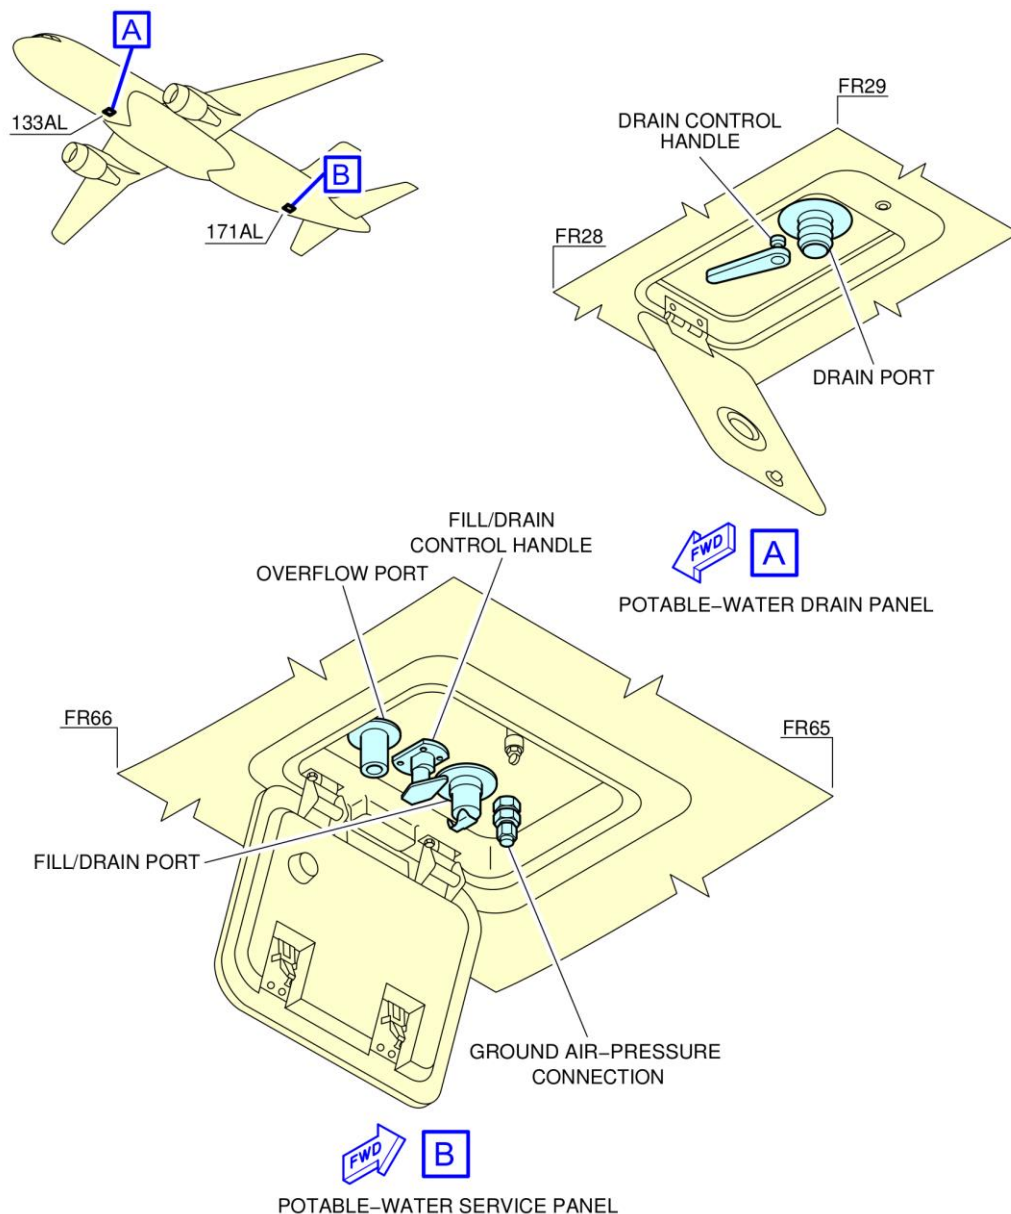 A
133AL
B
171AL
FR29
DRAIN CONTROL
HANDLE
FR28
DRAIN PORT
FWD
A
POTABLE–WATER DRAIN PANEL
FILL/DRAIN
CONTROL HANDLE
OVERFLOW PORT
FR66
FR65
FILL/DRAIN PORT
GROUND AIR–PRESSURE
CONNECTION
FWD
B
POTABLE–WATER SERVICE PANEL